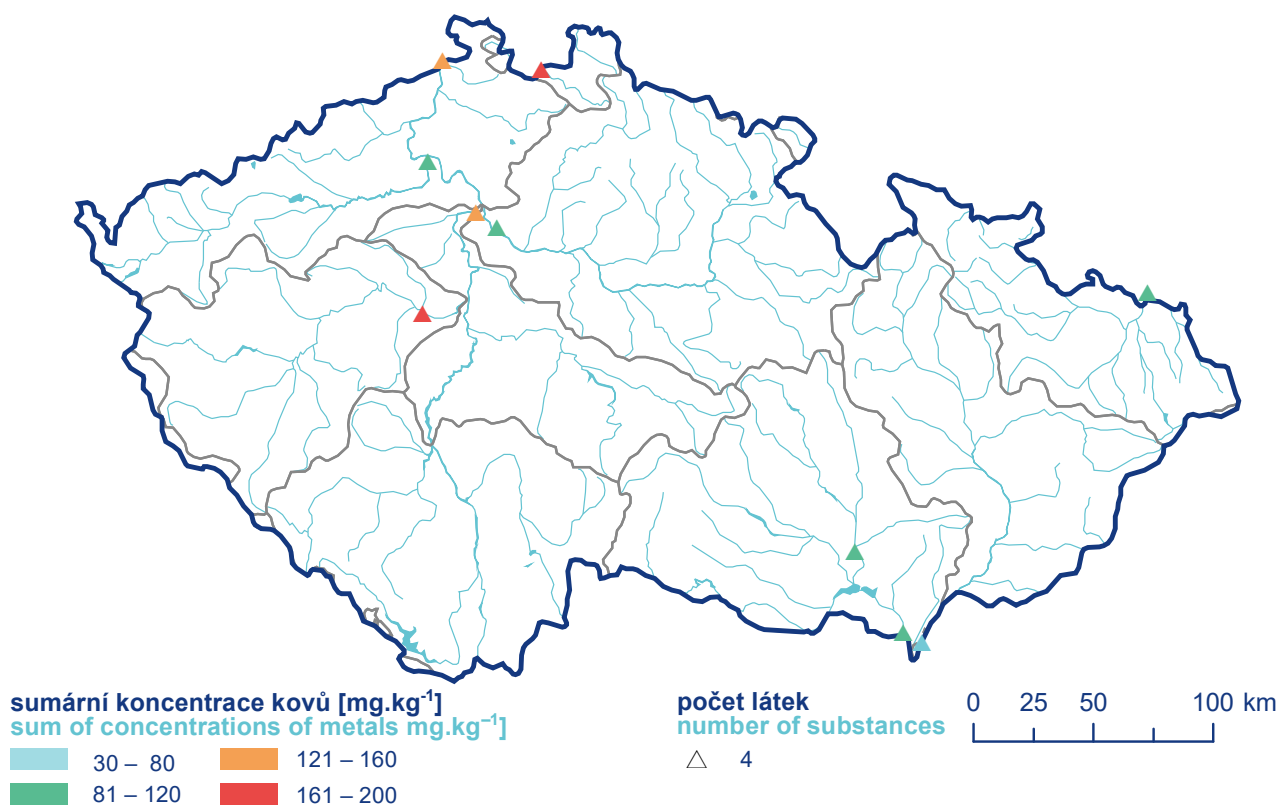 sumární koncentrace kovů [mg.kg⁻¹]
sum of concentrations of metals mg.kg⁻¹]
30 – 80
121 – 160
81 – 120
161 – 200
počet látek
number of substances
4
0 25 50 100 km